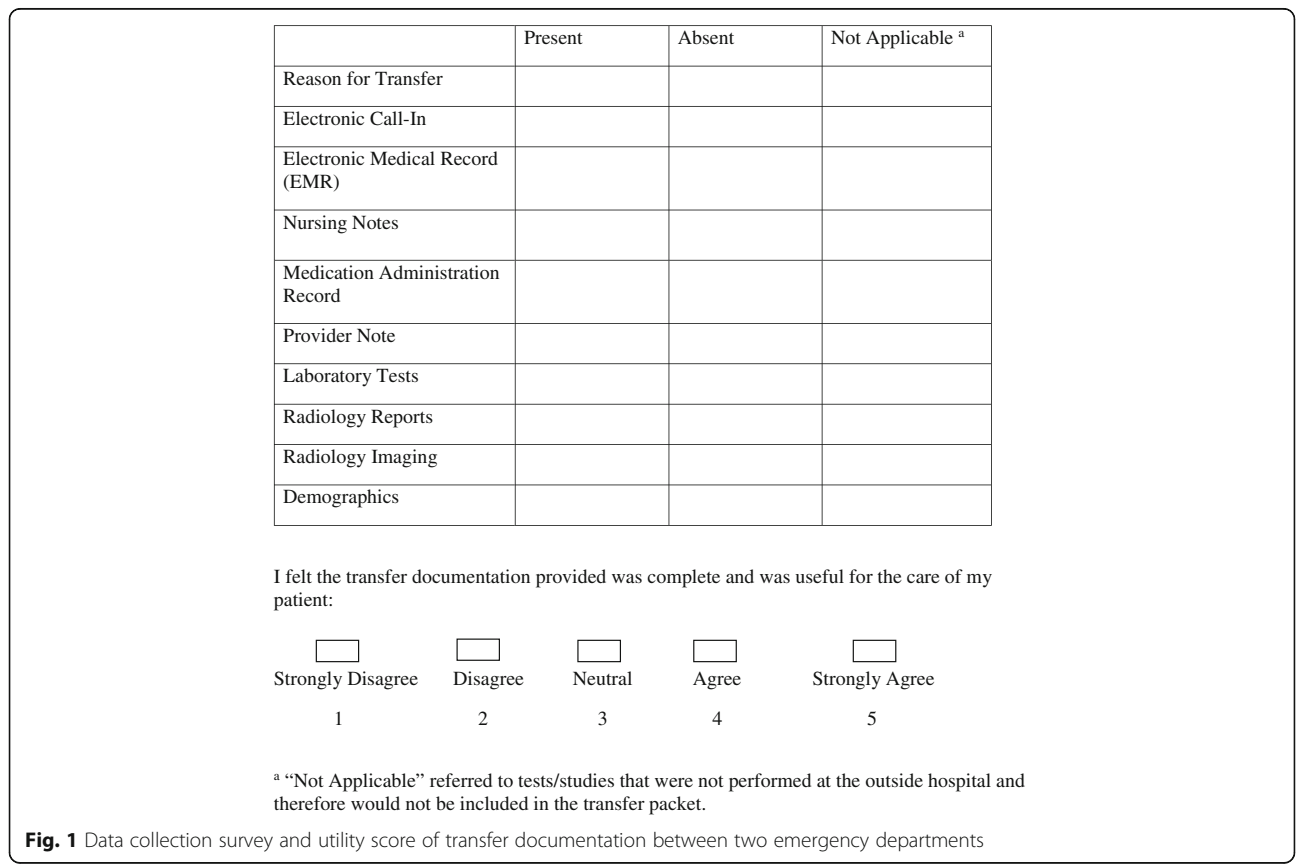 Present Absent Not Applicable a
Reason for Transfer
Electronic Call-In
Electronic Medical Record
(EMR)
Nursing Notes
Medication Administration
Record
Provider Note
Laboratory Tests
Radiology Reports
Radiology Imaging
Demographics
I felt the transfer documentation provided was complete and was useful for the care of my
patient:
Strongly Disagree Disagree Neutral Agree Strongly Agree
1 2 3 4 5
a “Not Applicable” referred to tests/studies that were not performed at the outside hospital and
therefore would not be included in the transfer packet.
Fig. 1 Data collection survey and utility score of transfer documentation between two emergency departments